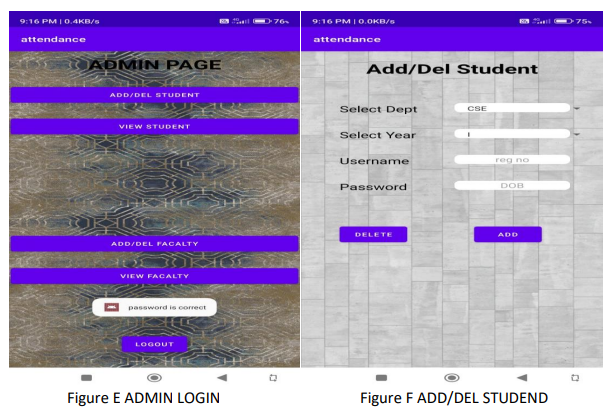 9:16 PM | 0.4KB/s 76%
attendance
ADMIN PAGE
ADD/DEL STUDENT
VIEW STUDENT
ADD/DEL FACALTY
VIEW FACALTY
password is correct
LOGOUT
Figure E ADMIN LOGIN
9:16 PM | 0.0KB/s 75%
attendance
Add/Del Student
Select Dept CSE
Select Year I
Username reg no
Password DOB
DELETE ADD
Figure F ADD/DEL STUDEND